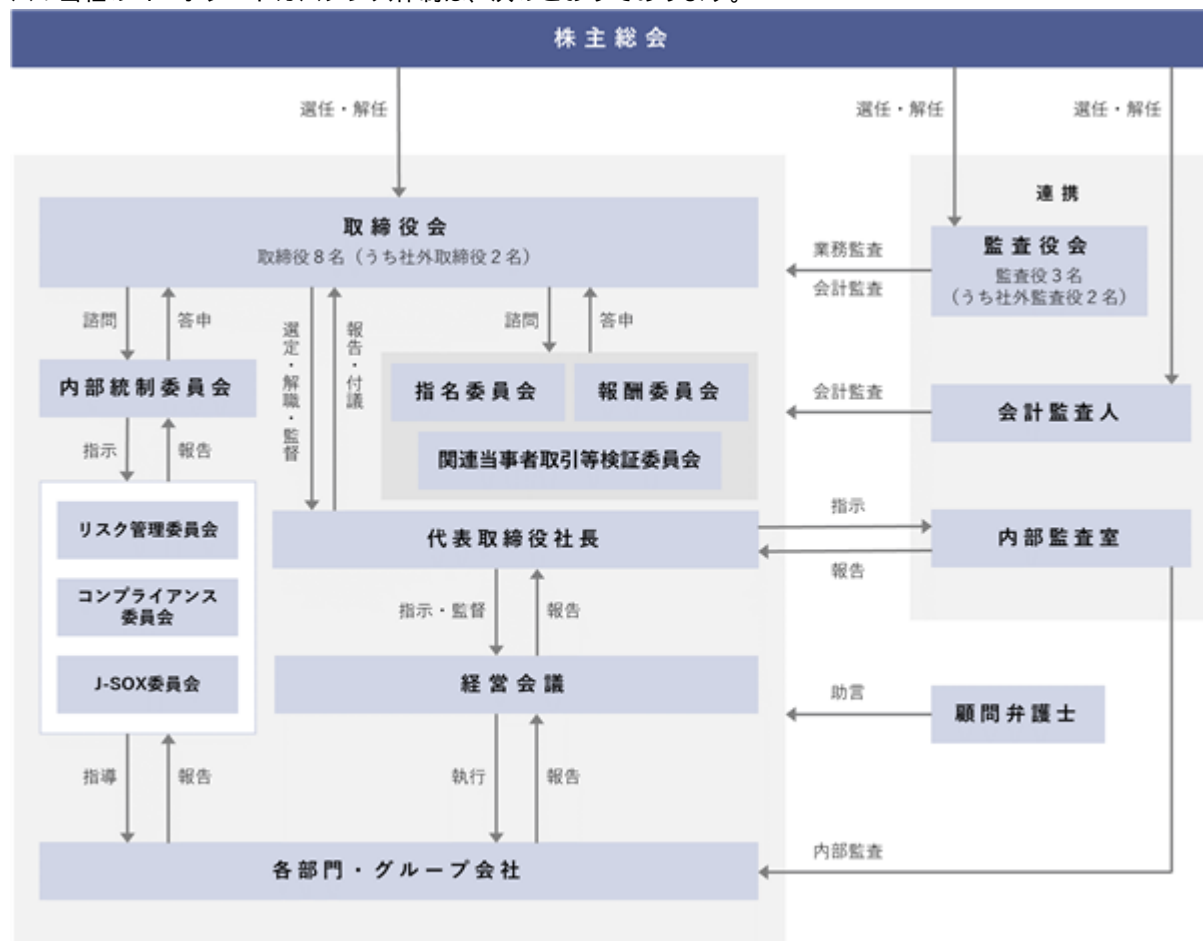 株主総会
選任・解任
選任・解任
選任・解任
連携
取締役会
取締役8名(うち社外取締役2名)
監査役会
監査役3名
(うち社外監査役2名)
業務監査
会計監査
諮問
答申
選定・解職・監督
報告・付議
諮問
答申
内部統制委員会
指名委員会
報酬委員会
関連当事者取引等検証委員会
会計監査
会計監査人
指示
報告
リスク管理委員会
コンプライアンス
委員会
J-SOX委員会
代表取締役社長
指示
報告
内部監査室
指示・監督
報告
経営会議
助言
顧問弁護士
指導
報告
執行
報告
各部門・グループ会社
内部監査